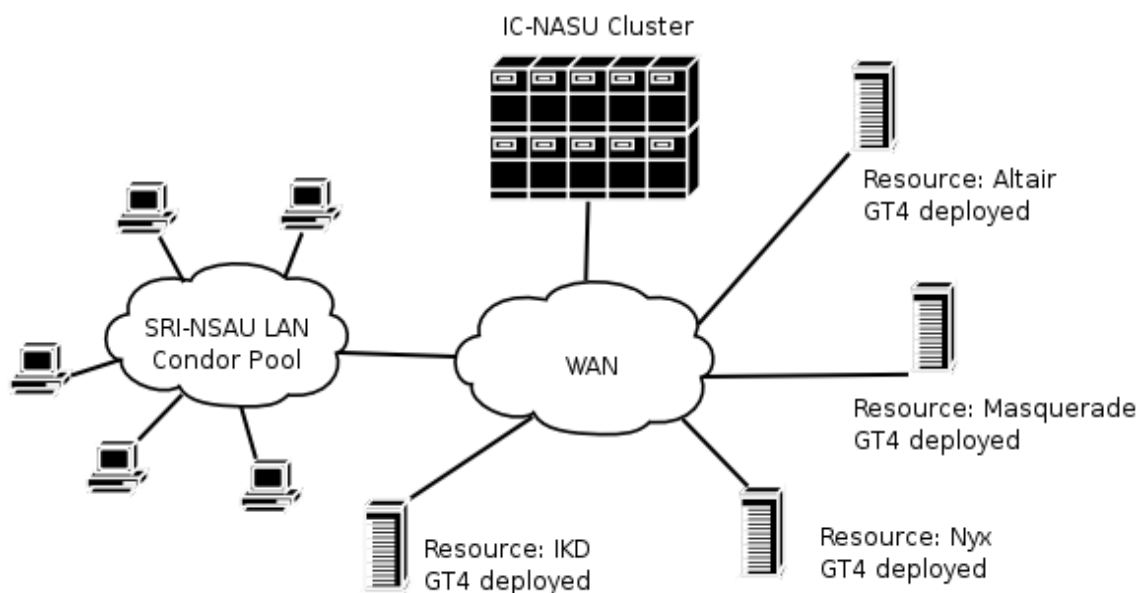 IC-NASU Cluster
Resource: Altair
GT4 deployed
SRI-NSAU LAN
Condor Pool
WAN
Resource: Masquerade
GT4 deployed
Resource: IKD
GT4 deployed
Resource: Nyx
GT4 deployed